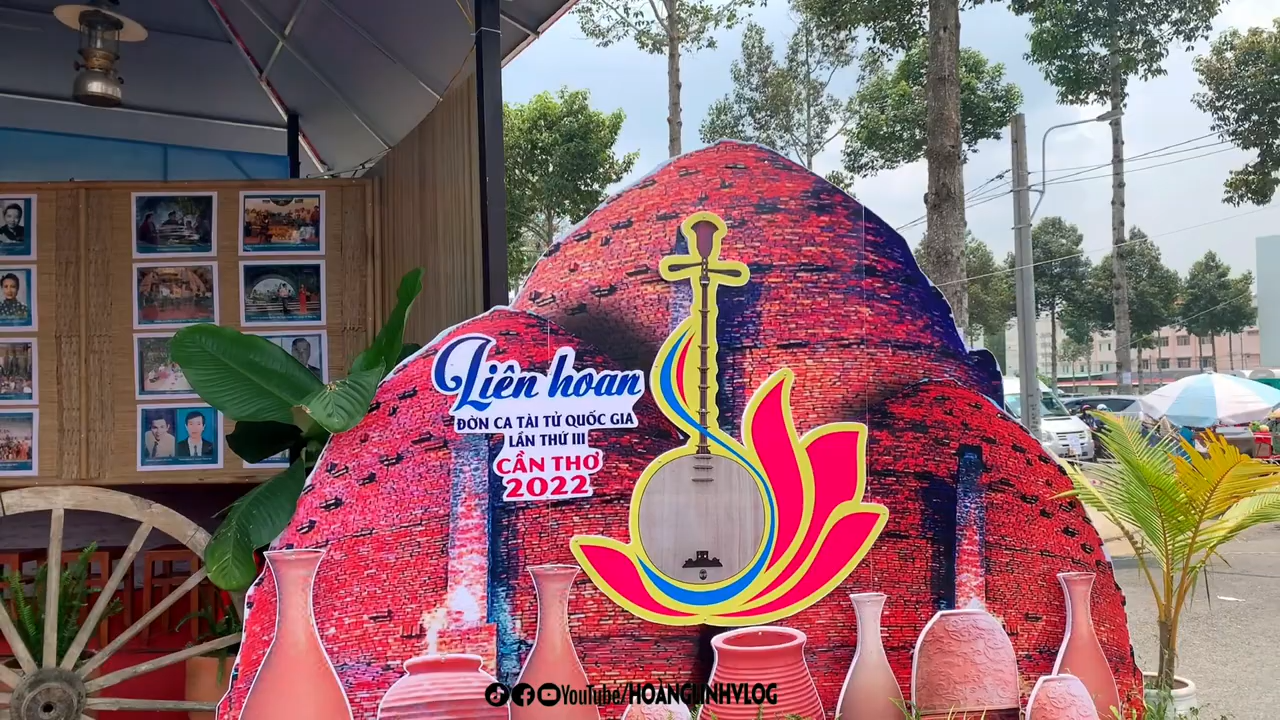 Liên hoan
ĐỜN CA TÀI TỬ QUỐC GIA
LẦN THỨ III
CẦN THƠ
2022
Youtube/HOANGLINHVLOG